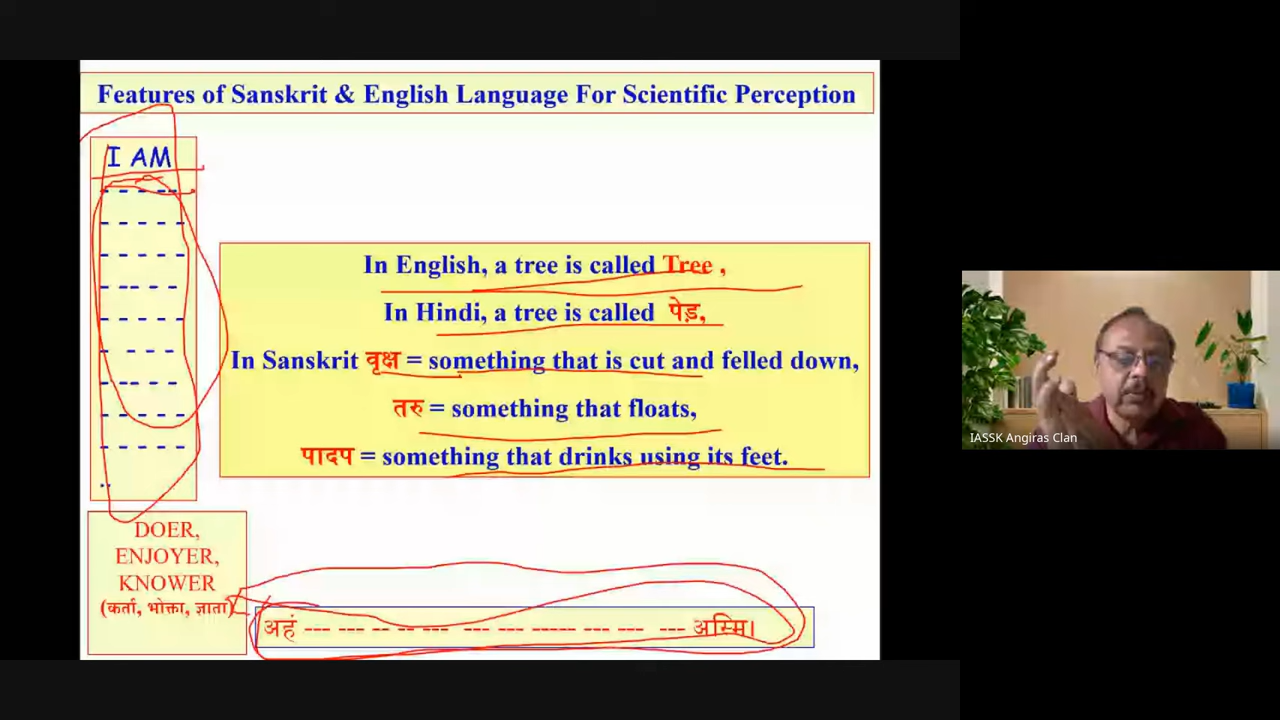 Features of Sanskrit & English Language For Scientific Perception
I AM
- - - - -
- - - - -
- - - - -
- -- - -
- - - - -
- - - -
- -- - -
- - - - -
- - - - -
..
In English, a tree is called Tree ,
In Hindi, a tree is called पेड़,
In Sanskrit वृक्ष = something that is cut and felled down,
तरु = something that floats,
पादप = something that drinks using its feet.
DOER,
ENJOYER,
KNOWER
(कर्ता, भोक्ता, ज्ञाता)
अहं --- --- -- -- --- --- --- ----- --- --- --- अस्मि।
IASSK Angiras Clan